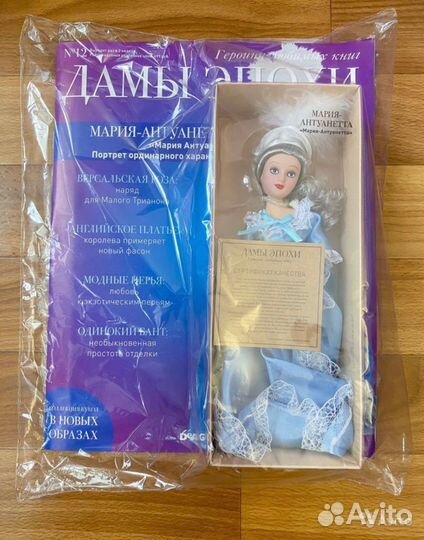 №12
Героини любимых книг
ДАМЫ ЭПОХИ
МАРИЯ-АНТУАНЕ
«Мария Антуа
Портрет ординарного харак
ВЕРСАЛЬСКАЯ РОЗА:
наряд
для Малого Трианона
АНГЛИЙСКОЕ ПЛАТЬЕ:
королева примеряет
новый фасон
МОДНЫЕ ПЕРЬЯ:
любовь
к экзотическим перьям
ОДИНОКИЙ БАНТ:
необыкновенная
простота отделки
В НОВЫХ
ОБРАЗАХ
МАРИЯ-
АНТУАНЕТТА
«Мария-Антуанетта»
ДАМЫ ЭПОХИ
СЕРТИФИКАТ КАЧЕСТВА
Avito